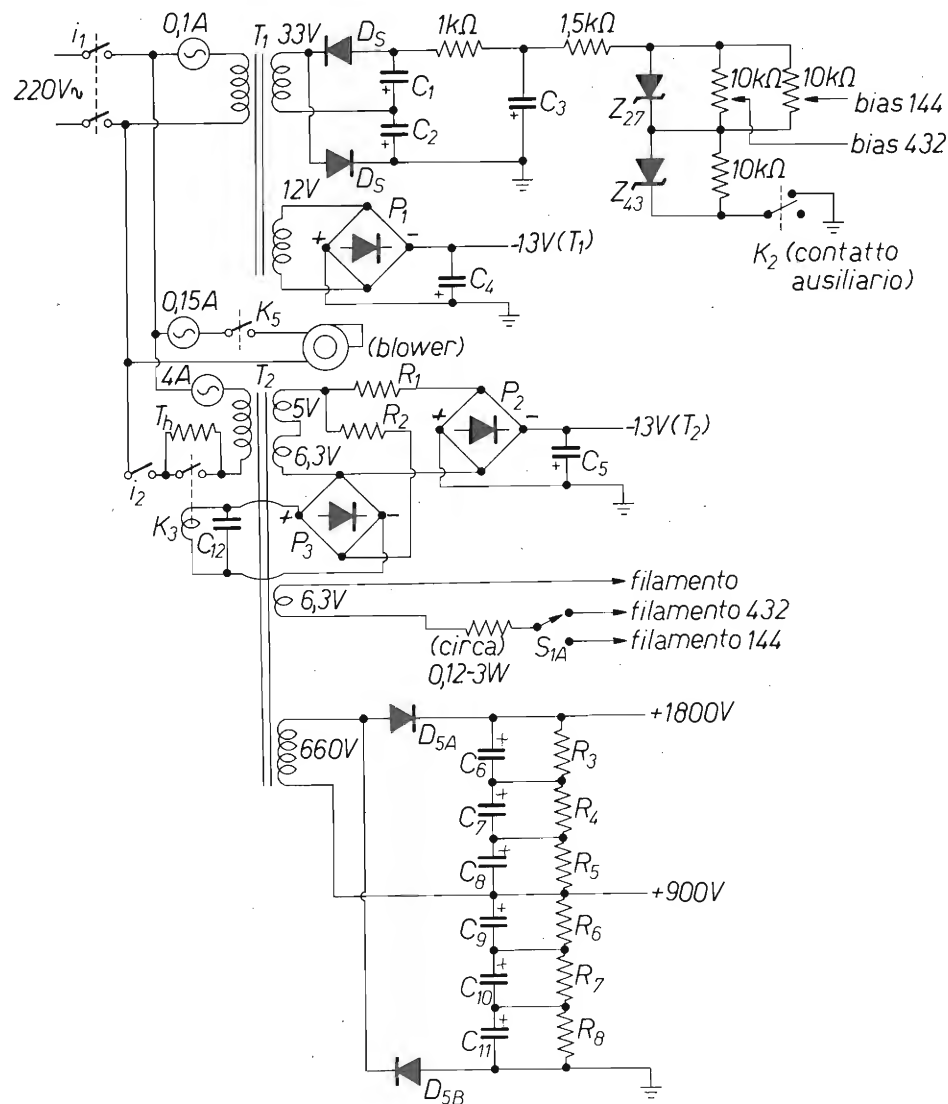 i1
0,1A
T1
33V
DS
1kΩ
1,5kΩ
220V~
C1
+
C2
+
C3
+
Z27
10kΩ
10kΩ
bias 144
bias 432
DS
Z43
10kΩ
12V
P1
+
-
-13V(T1)
C4
+
K2 (contatto
ausiliario)
0,15A
K5
(blower)
4A
T2
5V
R1
R2
P2
+
-
-13V(T2)
C5
+
Th
6,3V
i2
K3
C12
+
-
P3
6,3V
filamento
filamento 432
filamento 144
S1A
(circa)
0,12-3W
660V
D5A
+1800V
C6
+
R3
C7
+
R4
C8
+
R5
+900V
C9
+
R6
C10
+
R7
C11
+
R8
D5B